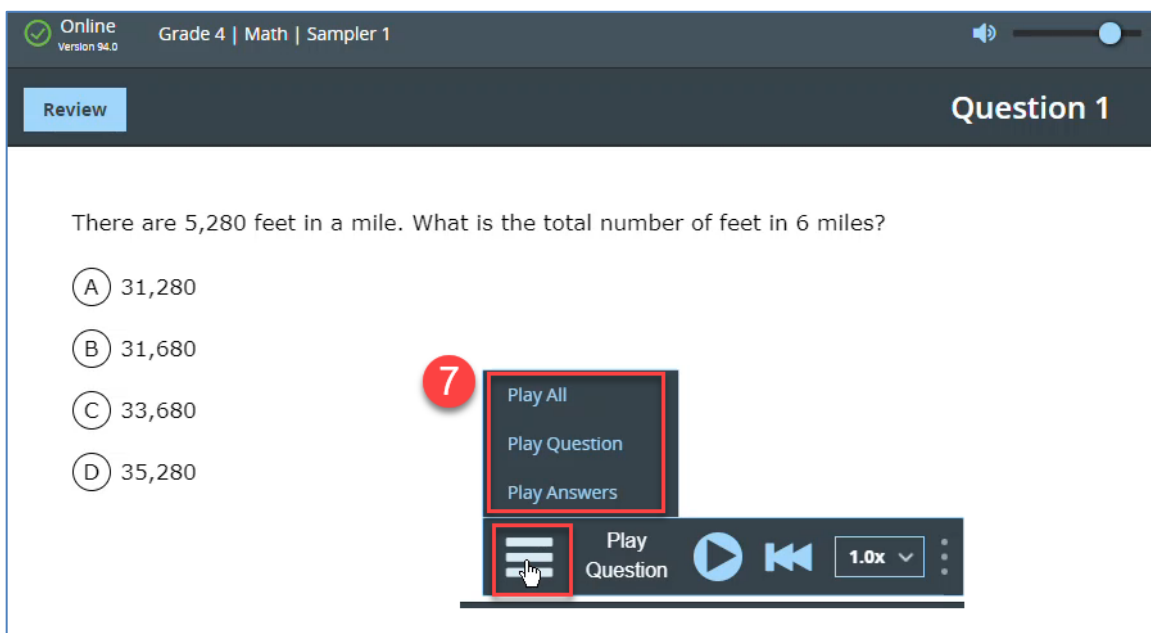 Online
Version 94.0
Grade 4 | Math | Sampler 1
Review
Question 1
There are 5,280 feet in a mile. What is the total number of feet in 6 miles?
A 31,280
B 31,680
C 33,680
D 35,280
7
Play All
Play Question
Play Answers
Play
Question
1.0x